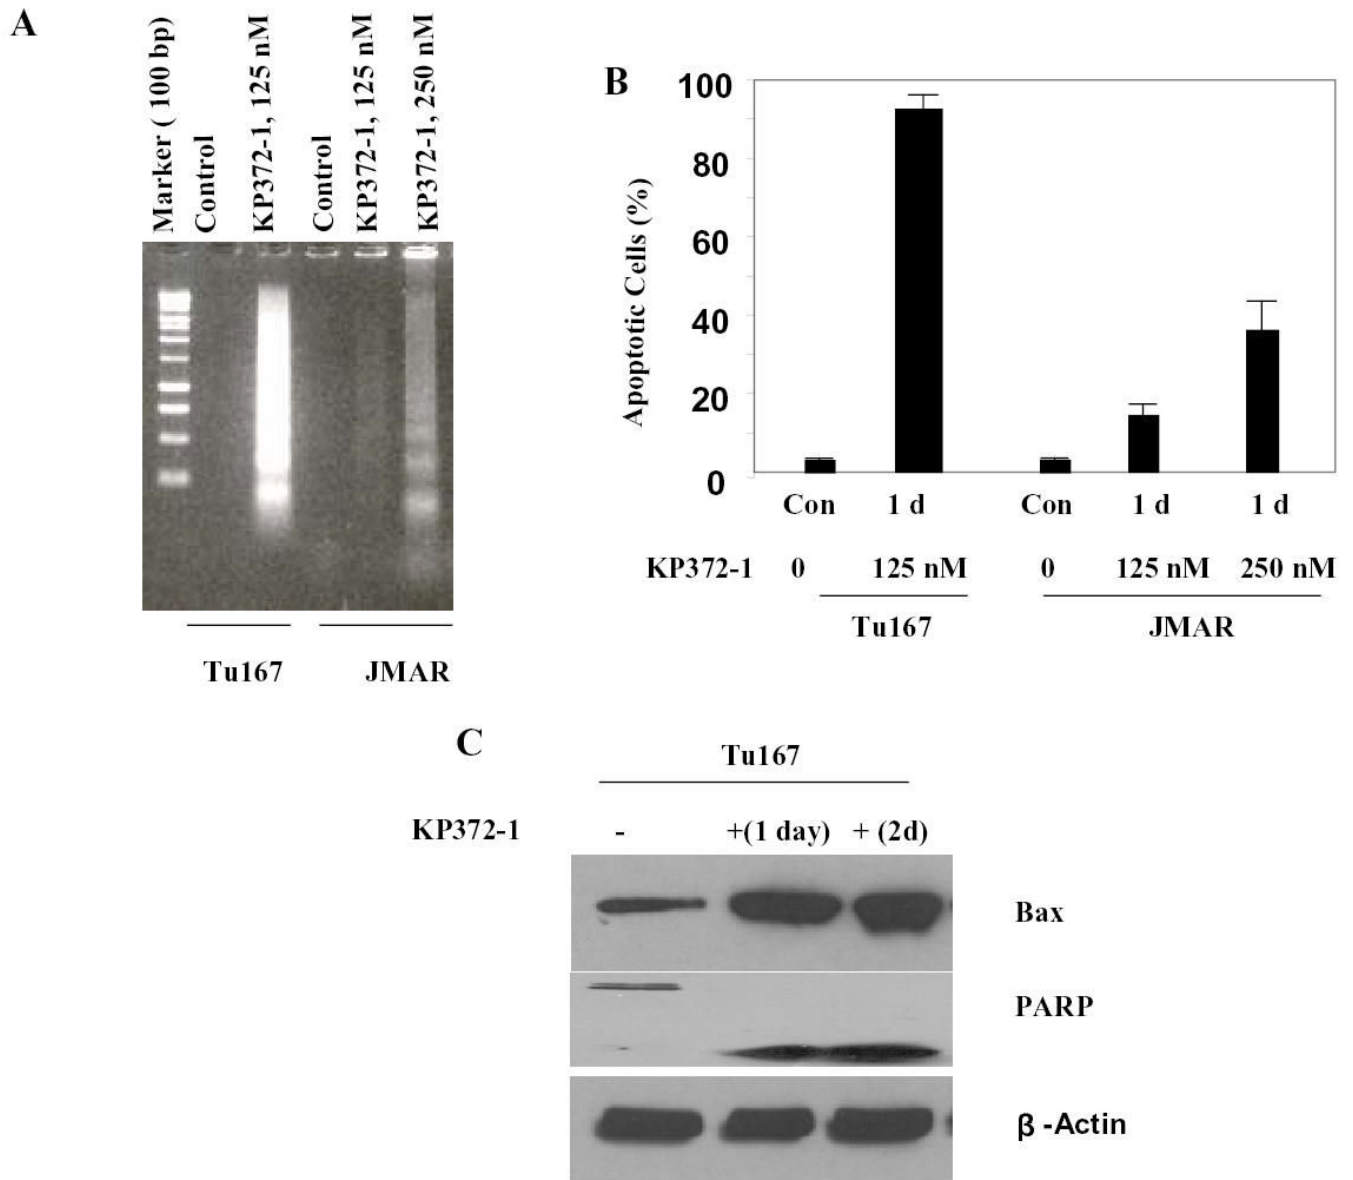 A
Marker ( 100 bp)
Control
KP372-1, 125 nM
Control
KP372-1, 125 nM
KP372-1, 250 nM
Tu167 JMAR
B
Apoptotic Cells (%)
100
80
60
40
20
0
Con 1 d Con 1 d 1 d
KP372-1 0 125 nM 0 125 nM 250 nM
Tu167 JMAR
C
Tu167
KP372-1 - +(1 day) + (2d)
Bax
PARP
β -Actin